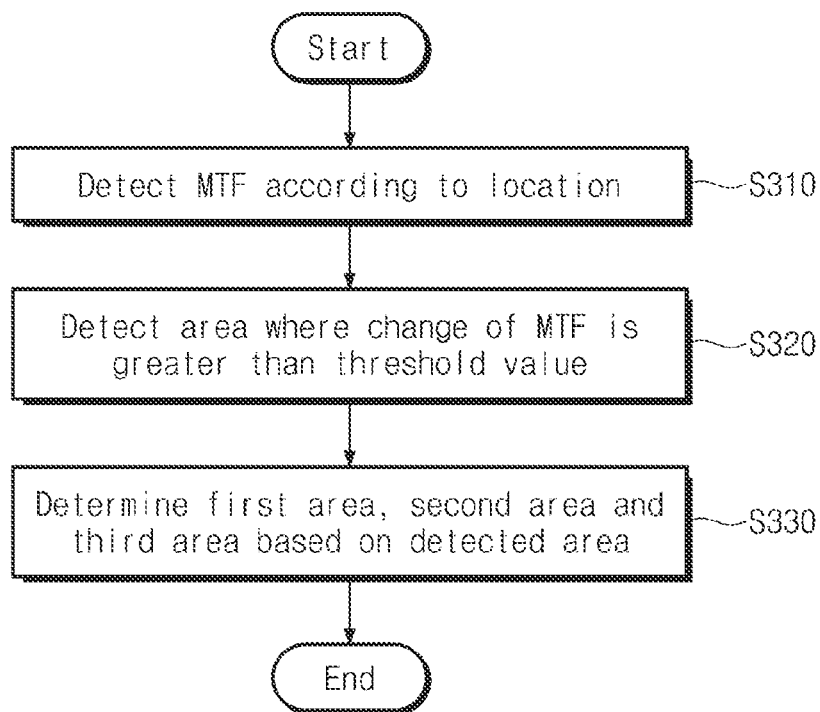 Start
Detect MTF according to location
S310
Detect area where change of MTF is
greater than threshold value
S320
Determine first area, second area and
third area based on detected area
S330
End